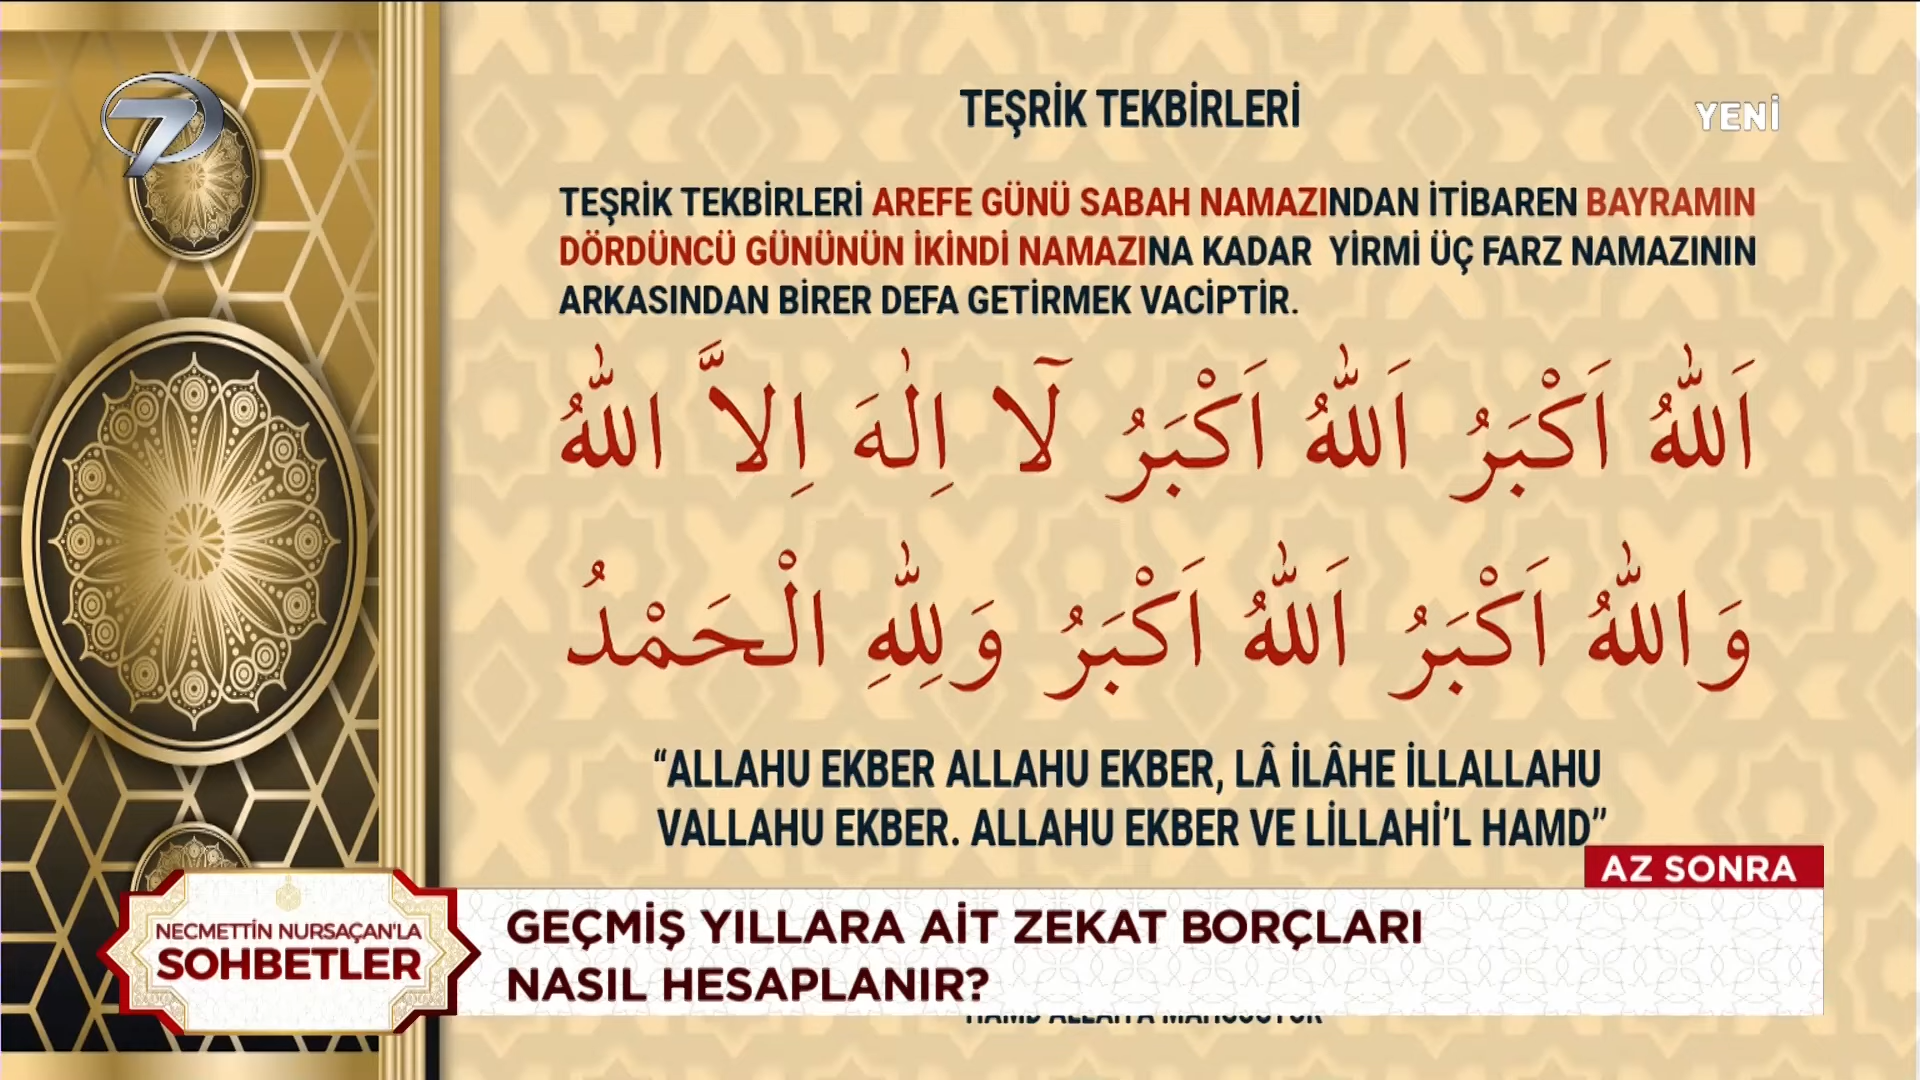 7
TEŞRİK TEKBİRLERİ
YENİ
TEŞRİK TEKBİRLERİ AREFE GÜNÜ SABAH NAMAZINDAN İTİBAREN BAYRAMIN
DÖRDÜNCÜ GÜNÜNÜN İKİNDİ NAMAZINA KADAR YİRMİ ÜÇ FARZ NAMAZININ
ARKASINDAN BİRER DEFA GETİRMEK VACİPTİR.
اَللّٰهُ اَكْبَرُ اَللّٰهُ اَكْبَرُ لَٓا اِلٰهَ اِلاَّ اللّٰهُ
وَ اللّٰهُ اَكْبَرُ اَللّٰهُ اَكْبَرُ وَ لِلّٰهِ الْحَمْدُ
“ALLAHU EKBER ALLAHU EKBER, LÂ İLÂHE İLLALLAHU
VALLAHU EKBER. ALLAHU EKBER VE LİLLAHİ’L HAMD”
AZ SONRA
NECMETTİN NURSAÇAN'LA
SOHBETLER
GEÇMİŞ YILLARA AİT ZEKAT BORÇLARI
NASIL HESAPLANIR?